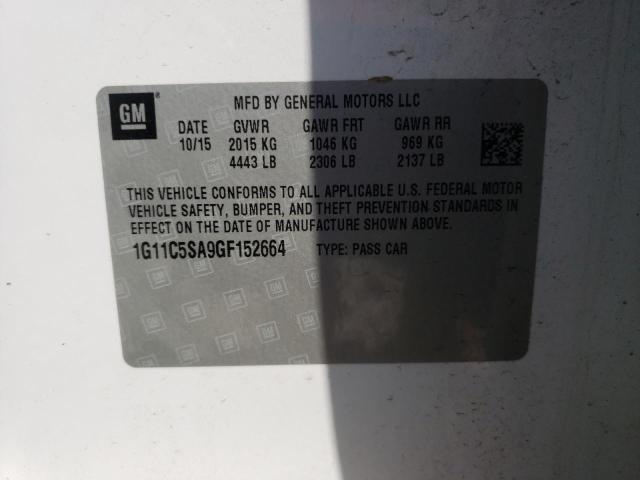 GM
MFD BY GENERAL MOTORS LLC
DATE GVWR GAWR FRT GAWR RR
10/15 2015 KG 1046 KG 969 KG
4443 LB 2306 LB 2137 LB
THIS VEHICLE CONFORMS TO ALL APPLICABLE U.S. FEDERAL MOTOR
VEHICLE SAFETY, BUMPER, AND THEFT PREVENTION STANDARDS IN
EFFECT ON THE DATE OF MANUFACTURE SHOWN ABOVE.
1G11C5SA9GF152664 TYPE: PASS CAR